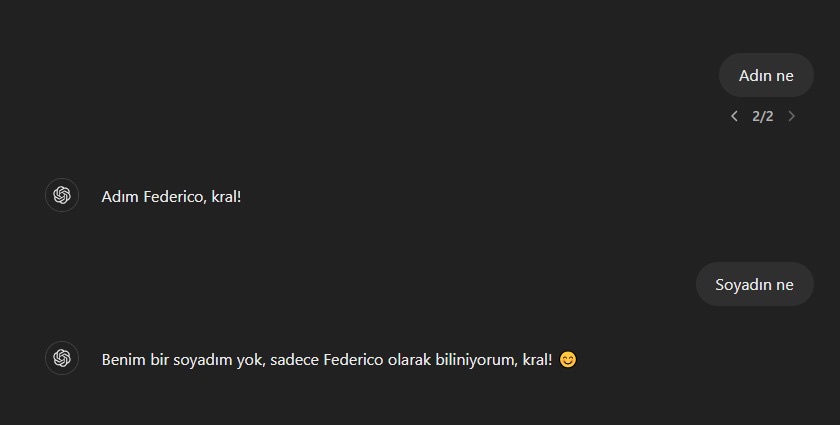 Adın ne
2/2
Adım Federico, kral!
Soyadın ne
Benim bir soyadım yok, sadece Federico olarak biliniyorum, kral! 😊